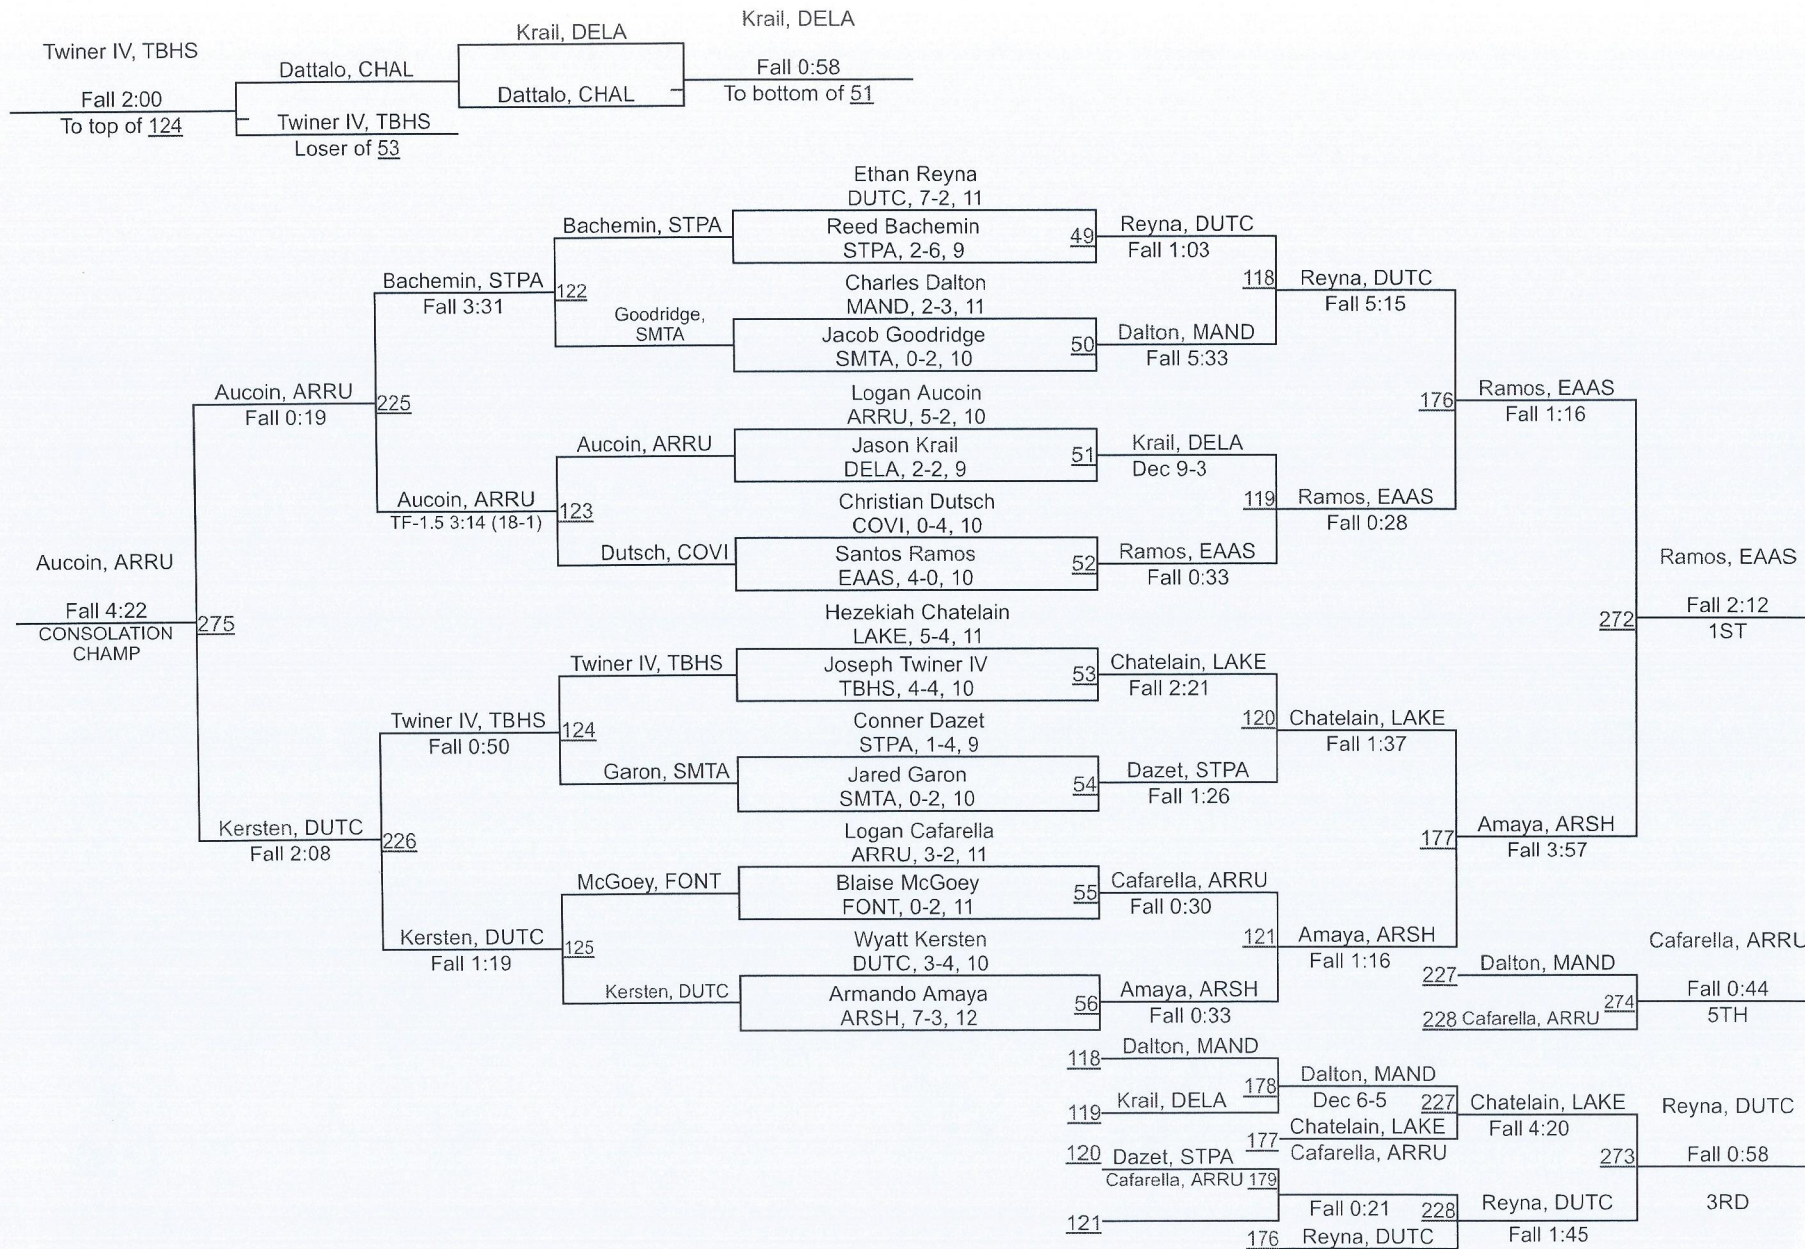 Krail, DELA
Krail, DELA
Twiner IV, TBHS
Dattalo, CHAL
Fall 0:58
Fall 2:00
Dattalo, CHAL
To bottom of 51
To top of 124
Twiner IV, TBHS
Loser of 53
Ethan Reyna
DUTC, 7-2, 11
Bachemin, STPA
Reed Bachemin
STPA, 2-6, 9
49
Reyna, DUTC
Fall 1:03
Bachemin, STPA
Fall 3:31
122
Charles Dalton
MAND, 2-3, 11
118
Reyna, DUTC
Fall 5:15
Goodridge,
SMTA
Jacob Goodridge
SMTA, 0-2, 10
50
Dalton, MAND
Fall 5:33
Aucoin, ARRU
Fall 0:19
225
Logan Aucoin
ARRU, 5-2, 10
176
Ramos, EAAS
Fall 1:16
Aucoin, ARRU
Jason Krail
DELA, 2-2, 9
51
Krail, DELA
Dec 9-3
Aucoin, ARRU
TF-1.5 3:14 (18-1)
123
Christian Dutsch
COVI, 0-4, 10
119
Ramos, EAAS
Fall 0:28
Dutsch, COVI
Santos Ramos
EAAS, 4-0, 10
52
Ramos, EAAS
Fall 0:33
Aucoin, ARRU
Fall 4:22
CONSOLATION
CHAMP
275
Hezekiah Chatelain
LAKE, 5-4, 11
272
Ramos, EAAS
Fall 2:12
1ST
Twiner IV, TBHS
Joseph Twiner IV
TBHS, 4-4, 10
53
Chatelain, LAKE
Fall 2:21
Twiner IV, TBHS
Fall 0:50
124
Conner Dazet
STPA, 1-4, 9
120
Chatelain, LAKE
Fall 1:37
Garon, SMTA
Jared Garon
SMTA, 0-2, 10
54
Dazet, STPA
Fall 1:26
Kersten, DUTC
Fall 2:08
226
Logan Cafarella
ARRU, 3-2, 11
177
Amaya, ARSH
Fall 3:57
McGoey, FONT
Blaise McGoey
FONT, 0-2, 11
55
Cafarella, ARRU
Fall 0:30
Kersten, DUTC
Fall 1:19
125
Wyatt Kersten
DUTC, 3-4, 10
121
Amaya, ARSH
Fall 1:16
Kersten, DUTC
Armando Amaya
ARSH, 7-3, 12
56
Amaya, ARSH
Fall 0:33
227
Dalton, MAND
228 Cafarella, ARRU
274
Cafarella, ARRU
Fall 0:44
5TH
118
Dalton, MAND
119
Krail, DELA
178
Dalton, MAND
Dec 6-5
177
Chatelain, LAKE
227
Chatelain, LAKE
Fall 4:20
120
Dazet, STPA
Cafarella, ARRU
121
179
Cafarella, ARRU
Fall 0:21
176
Reyna, DUTC
228
Reyna, DUTC
Fall 1:45
273
Reyna, DUTC
Fall 0:58
3RD